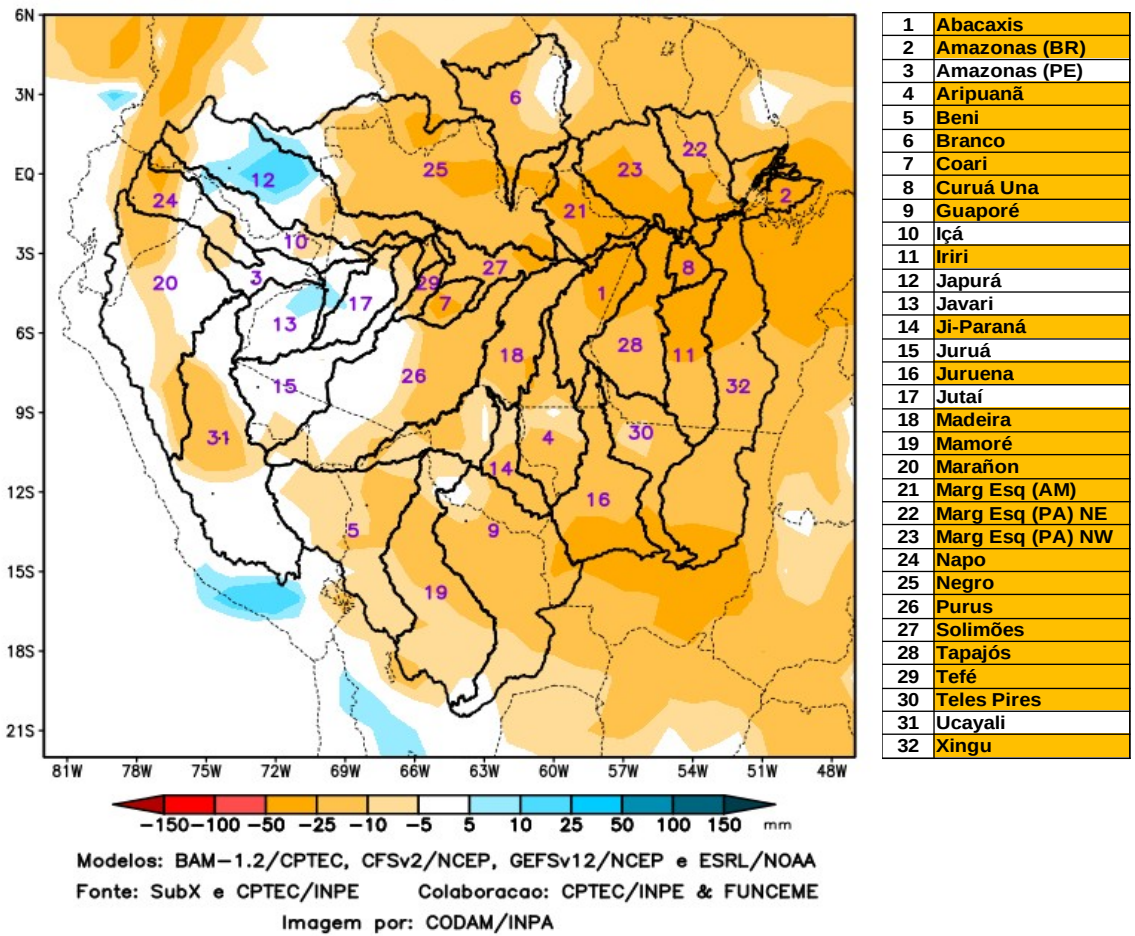 6N
3N
EQ
3S
6S
9S
12S
15S
18S
21S
81W 78W 75W 72W 69W 66W 63W 60W 57W 54W 51W 48W
6
12
25
23
22
24
21
2
10
20
3
27
29
7
8
1
13
17
18
28
11
15
26
32
31
4
30
14
16
5
9
19
1 Abacaxis
2 Amazonas (BR)
3 Amazonas (PE)
4 Aripuanã
5 Beni
6 Branco
7 Coari
8 Curuá Una
9 Guaporé
10 Içá
11 Iriri
12 Japurá
13 Javari
14 Ji-Paraná
15 Juruá
16 Juruena
17 Jutaí
18 Madeira
19 Mamoré
20 Marañon
21 Marg Esq (AM)
22 Marg Esq (PA) NE
23 Marg Esq (PA) NW
24 Napo
25 Negro
26 Purus
27 Solimões
28 Tapajós
29 Tefé
30 Teles Pires
31 Ucayali
32 Xingu
-150 -100 -50 -25 -10 -5 5 10 25 50 100 150 mm
Modelos: BAM-1.2/CPTEC, CFSv2/NCEP, GEFSv12/NCEP e ESRL/NOAA
Fonte: SubX e CPTEC/INPE Colaboracao: CPTEC/INPE & FUNCEME
Imagem por: CODAM/INPA